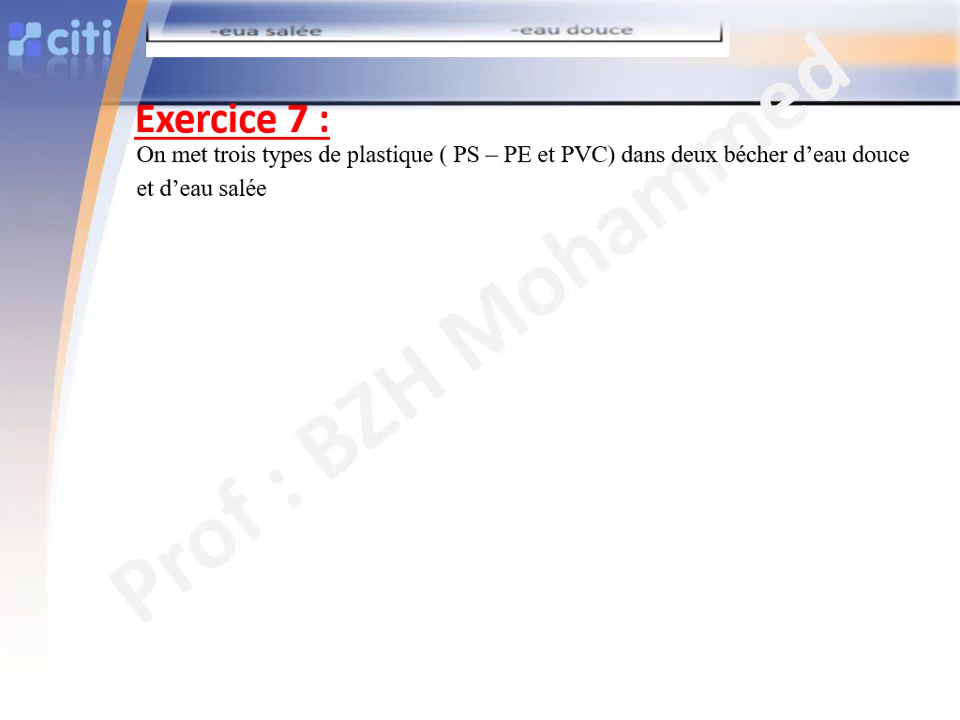 citi
-eua salée -eau douce
Exercice 7 :
On met trois types de plastique ( PS – PE et PVC) dans deux bécher d’eau douce
et d’eau salée
Prof : BZH Mohammed